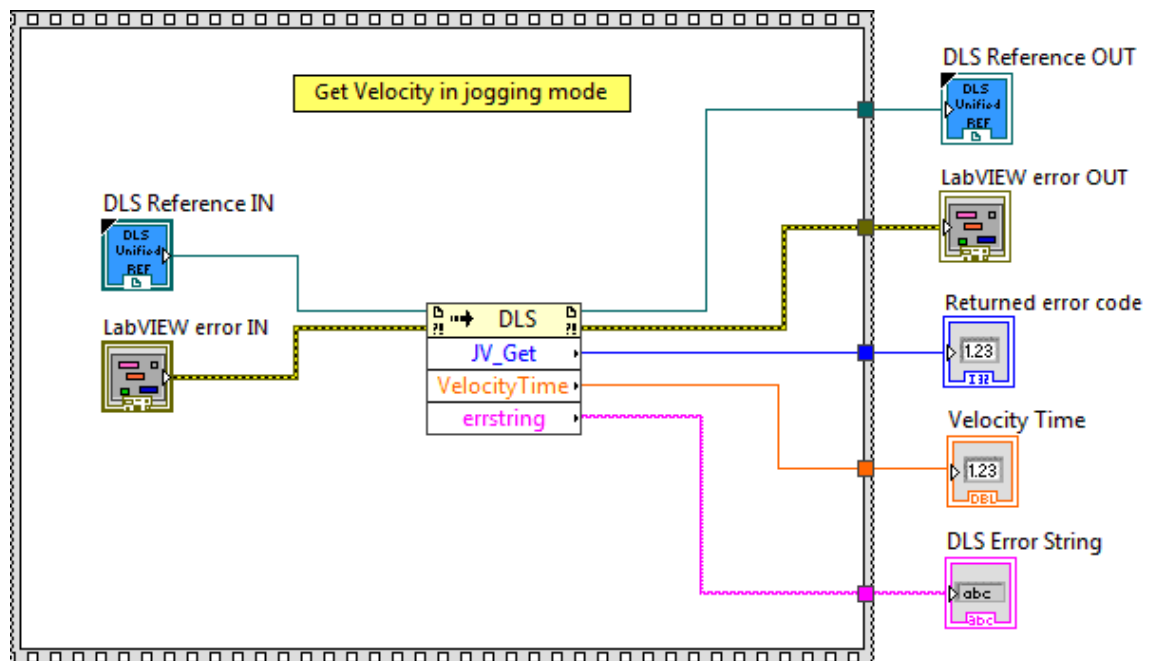 Get Velocity in jogging mode
DLS Reference OUT
DLS
Unified
REF
LabVIEW error OUT
DLS Reference IN
DLS
Unified
REF
LabVIEW error IN
DLS
JV_Get
VelocityTime
errstring
Returned error code
1.23
I32
Velocity Time
1.23
DBL
DLS Error String
abc
abc